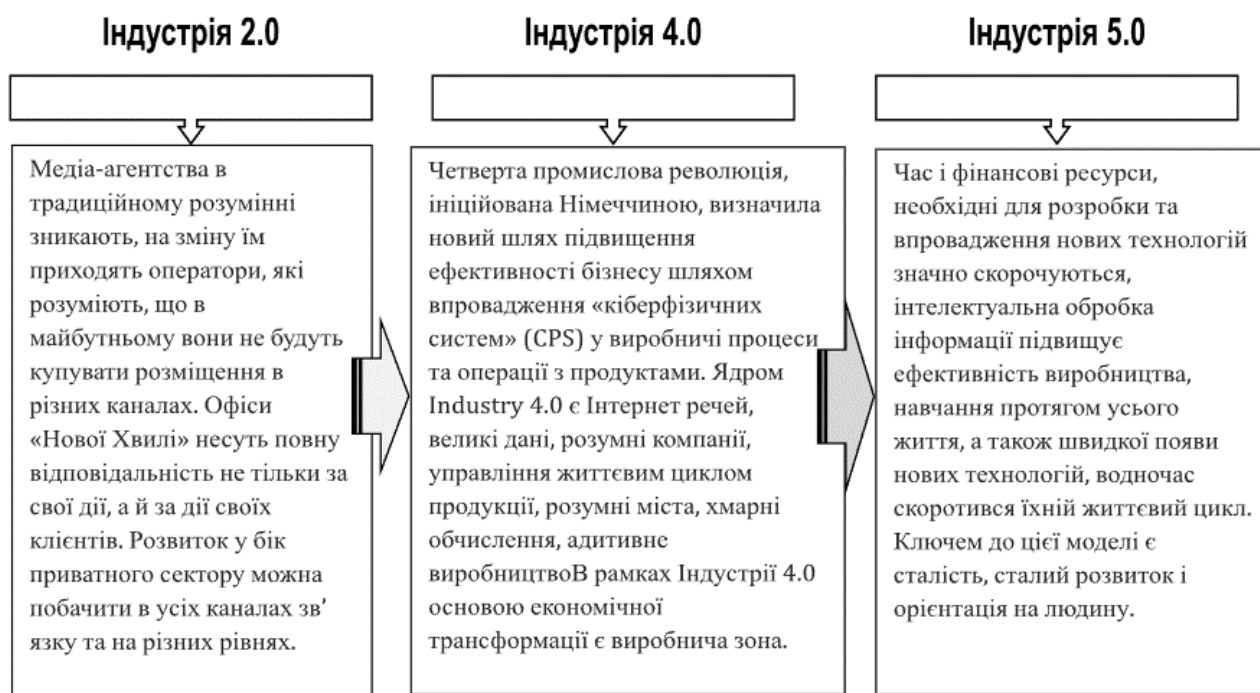 Індустрія 2.0
Медіа-агентства в
традиційному розумінні
зникають, на зміну їм
приходять оператори, які
розуміють, що в
майбутньому вони не будуть
купувати розміщення в
різних каналах. Офіси
«Нової Хвилі» несуть повну
відповідальність не тільки за
свої дії, а й за дії своїх
клієнтів. Розвиток у бік
приватного сектору можна
побачити в усіх каналах зв’
язку та на різних рівнях.
Індустрія 4.0
Четверта промислова революція,
ініційована Німеччиною, визначила
новий шлях підвищення
ефективності бізнесу шляхом
впровадження «кіберфізичних
систем» (CPS) у виробничі процеси
та операції з продуктами. Ядром
Industry 4.0 є Інтернет речей,
великі дані, розумні компанії,
управління життєвим циклом
продукції, розумні міста, хмарні
обчислення, адитивне
виробництвоВ рамках Індустрії 4.0
основою економічної
трансформації є виробнича зона.
Індустрія 5.0
Час і фінансові ресурси,
необхідні для розробки та
впровадження нових технологій
значно скорочуються,
інтелектуальна обробка
інформації підвищує
ефективність виробництва,
навчання протягом усього
життя, а також швидкої появи
нових технологій, водночас
скоротився їхній життєвий цикл.
Ключем до цієї моделі є
сталість, сталий розвиток і
орієнтація на людину.